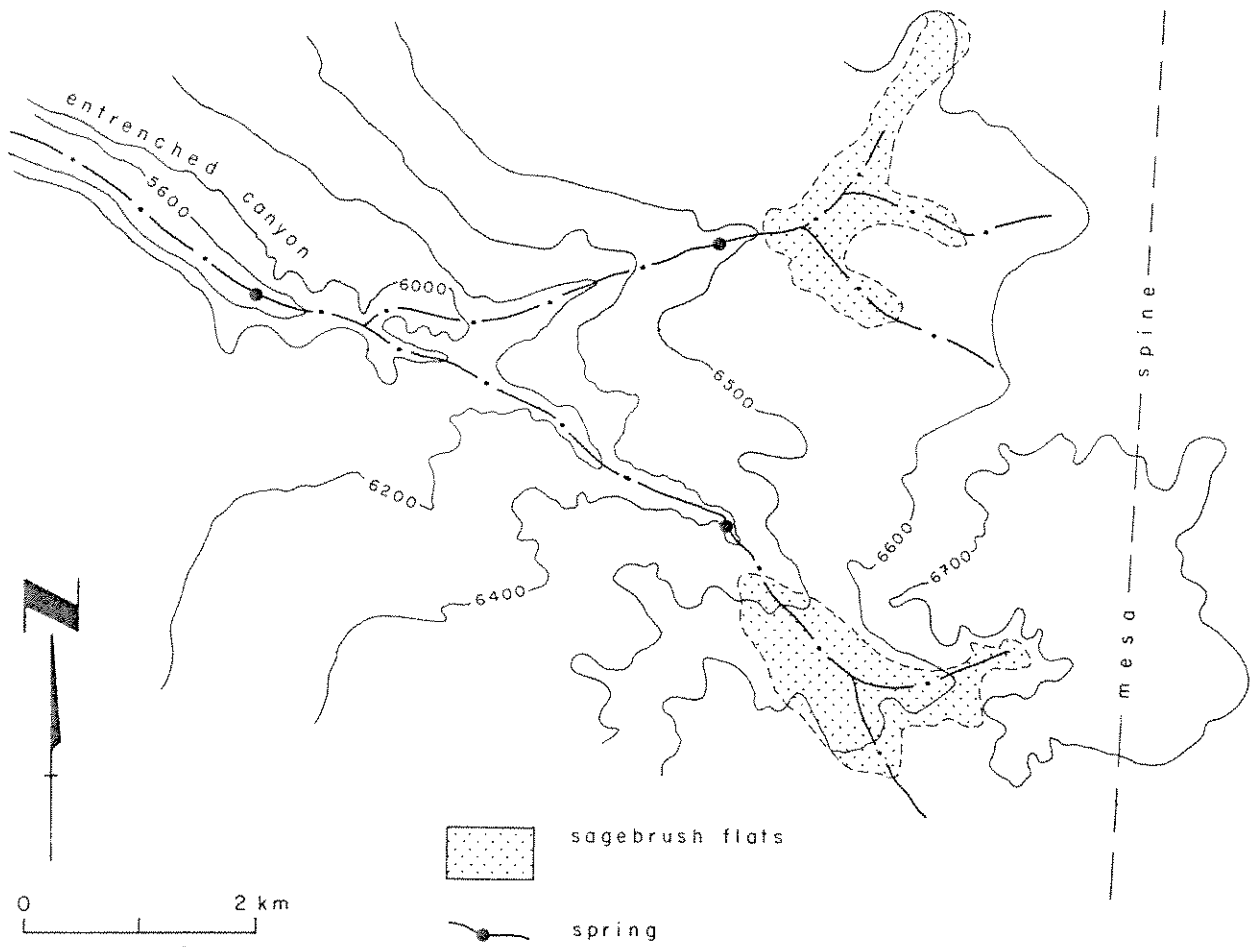 entrenched canyon
5600
6000
6500
spine
6200
6600
6700
6400
mesa
N
sagebrush flats
0 2 km
spring